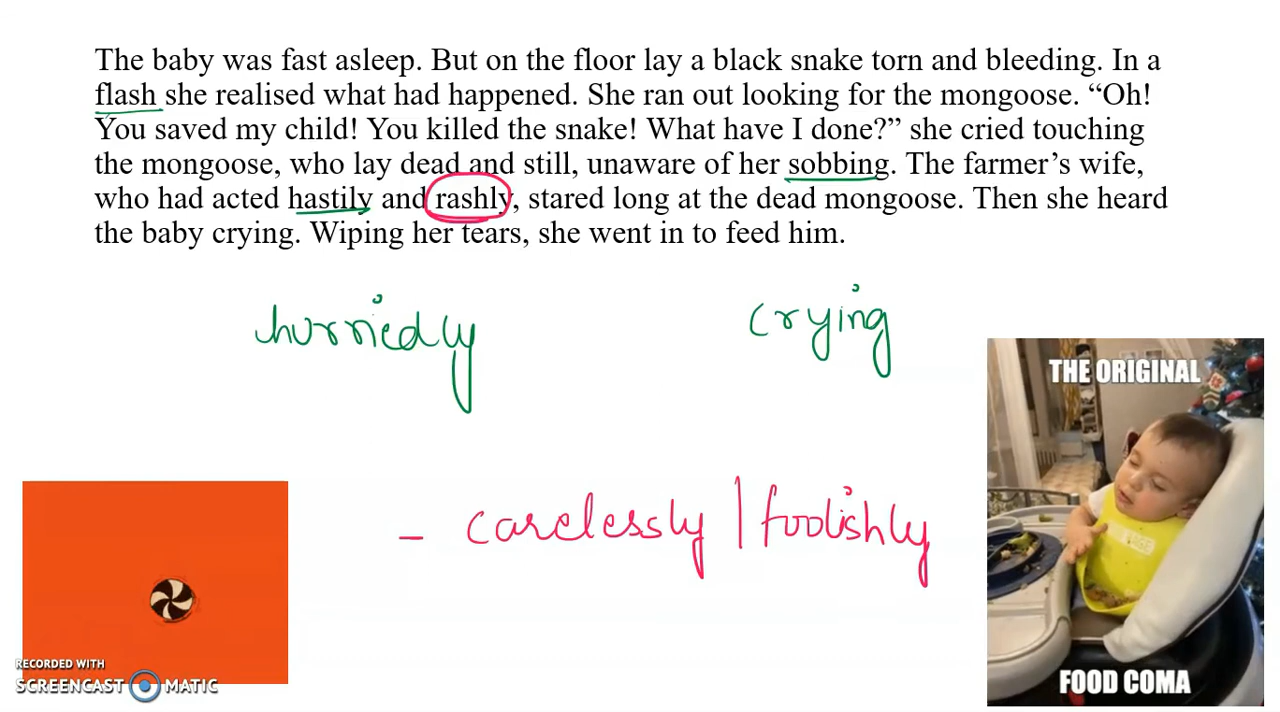 The baby was fast asleep. But on the floor lay a black snake torn and bleeding. In a
flash she realised what had happened. She ran out looking for the mongoose. “Oh!
You saved my child! You killed the snake! What have I done?” she cried touching
the mongoose, who lay dead and still, unaware of her sobbing. The farmer’s wife,
who had acted hastily and rashly, stared long at the dead mongoose. Then she heard
the baby crying. Wiping her tears, she went in to feed him.
hurriedly
crying
THE ORIGINAL
- carelessly | foolishly
RECORDED WITH
SCREENCAST MATIC
FOOD COMA